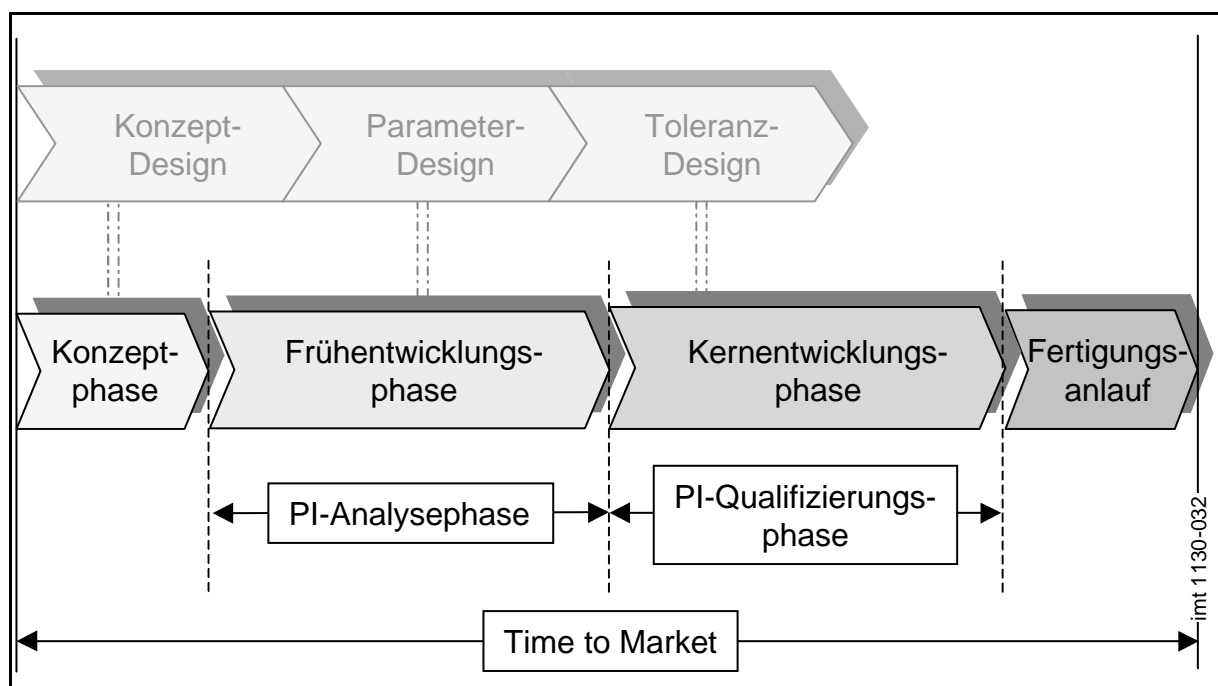 Konzept-
Design
Parameter-
Design
Toleranz-
Design
Konzept-
phase
Frühentwicklungs-
phase
Kernentwicklungs-
phase
Fertigungs-
anlauf
PI-Analysephase
PI-Qualifizierungs-
phase
Time to Market
imt 1130-032